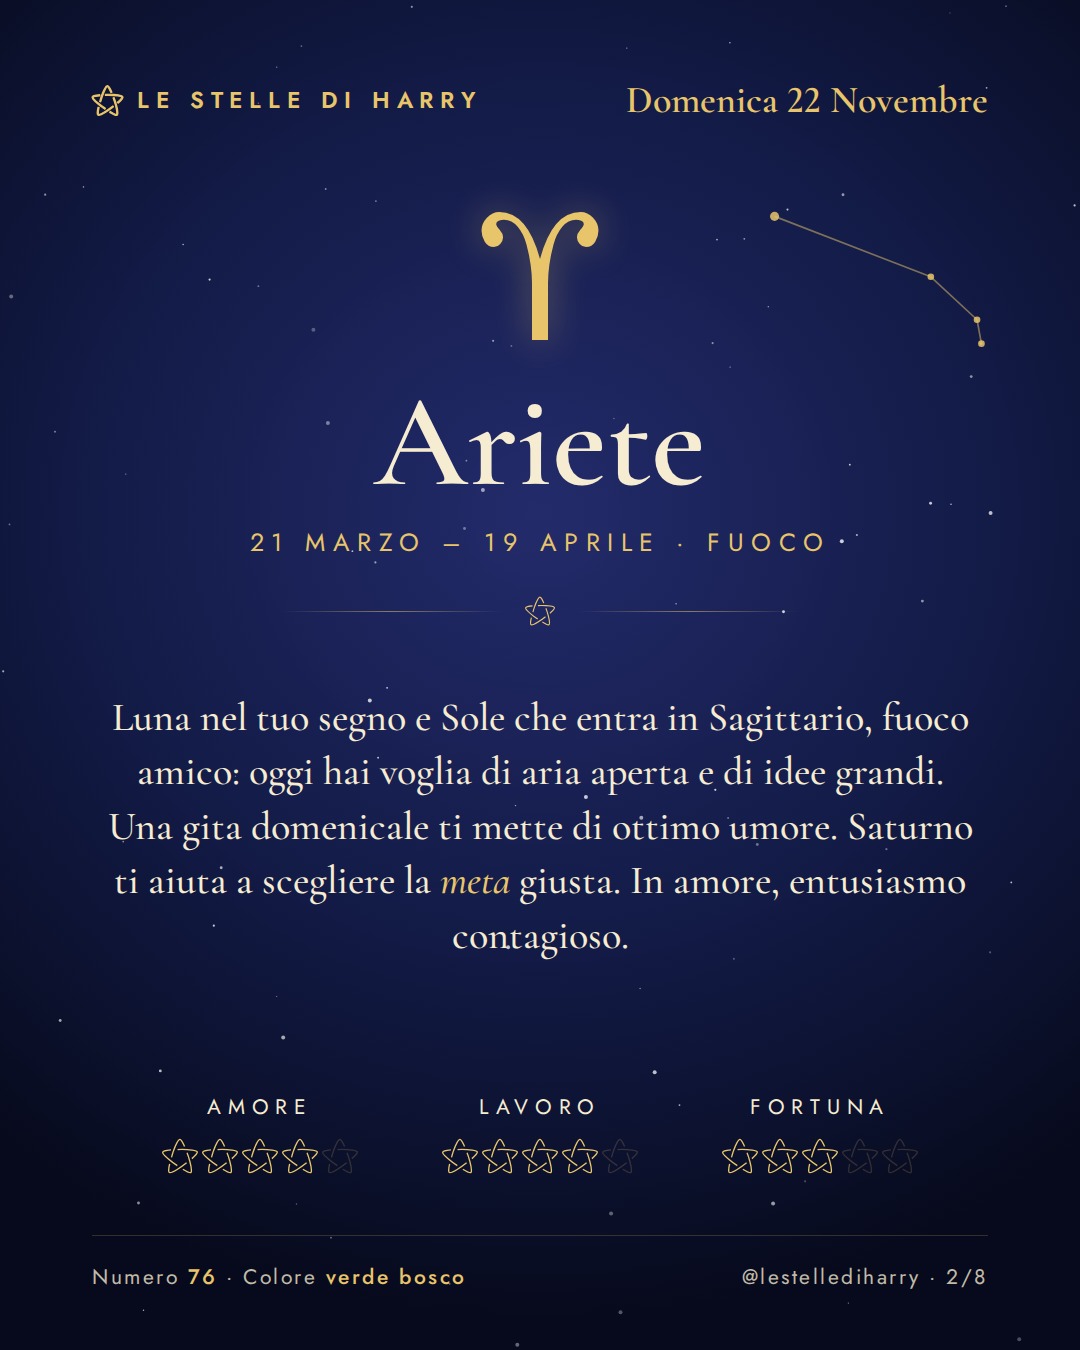 LE STELLE DI HARRY
Domenica 22 Novembre
Ariete
21 MARZO – 19 APRILE · FUOCO
Luna nel tuo segno e Sole che entra in Sagittario, fuoco
amico: oggi hai voglia di aria aperta e di idee grandi.
Una gita domenicale ti mette di ottimo umore. Saturno
ti aiuta a scegliere la meta giusta. In amore, entusiasmo
contagioso.
AMORE
LAVORO
FORTUNA
Numero 76 · Colore verde bosco
@lestellediharry · 2/8